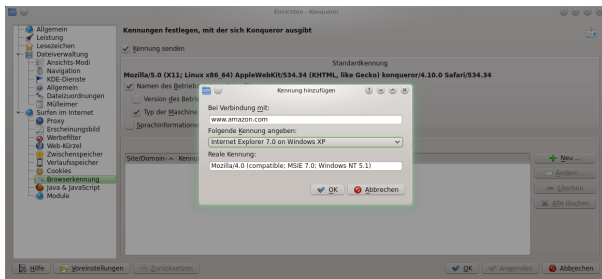 Einrichten – Konqueror
Allgemein
Leistung
Lesezeichen
Dateiverwaltung
Ansichts-Modi
Navigation
KDE-Dienste
Allgemein
Dateizuordnungen
Mülleimer
Surfen im Internet
Proxy
Erscheinungsbild
Werbefilter
Web-Kürzel
Zwischenspeicher
Verlaufsspeicher
Cookies
Browserkennung
Java & JavaScript
Module
Kennungen festlegen, mit der sich Konqueror ausgibt
Kennung senden
Standardkennung
Mozilla/5.0 (X11; Linux x86_64) AppleWebKit/534.34 (KHTML, like Gecko) konqueror/4.10.0 Safari/534.34
Namen des Betrieb
Version des Betrie
Typ der Maschine
Sprachinformatione
Site/Domain- Kennu
Neu ...
Ändern ...
Löschen
Alle löschen
Kennung hinzufügen
Bei Verbindung mit:
www.amazon.com
Folgende Kennung angeben:
Internet Explorer 7.0 on Windows XP
Reale Kennung:
Mozilla/4.0 (compatible; MSIE 7.0; Windows NT 5.1)
OK
Abbrechen
Hilfe
Voreinstellungen
Zurücksetzen
OK
Anwenden
Abbrechen